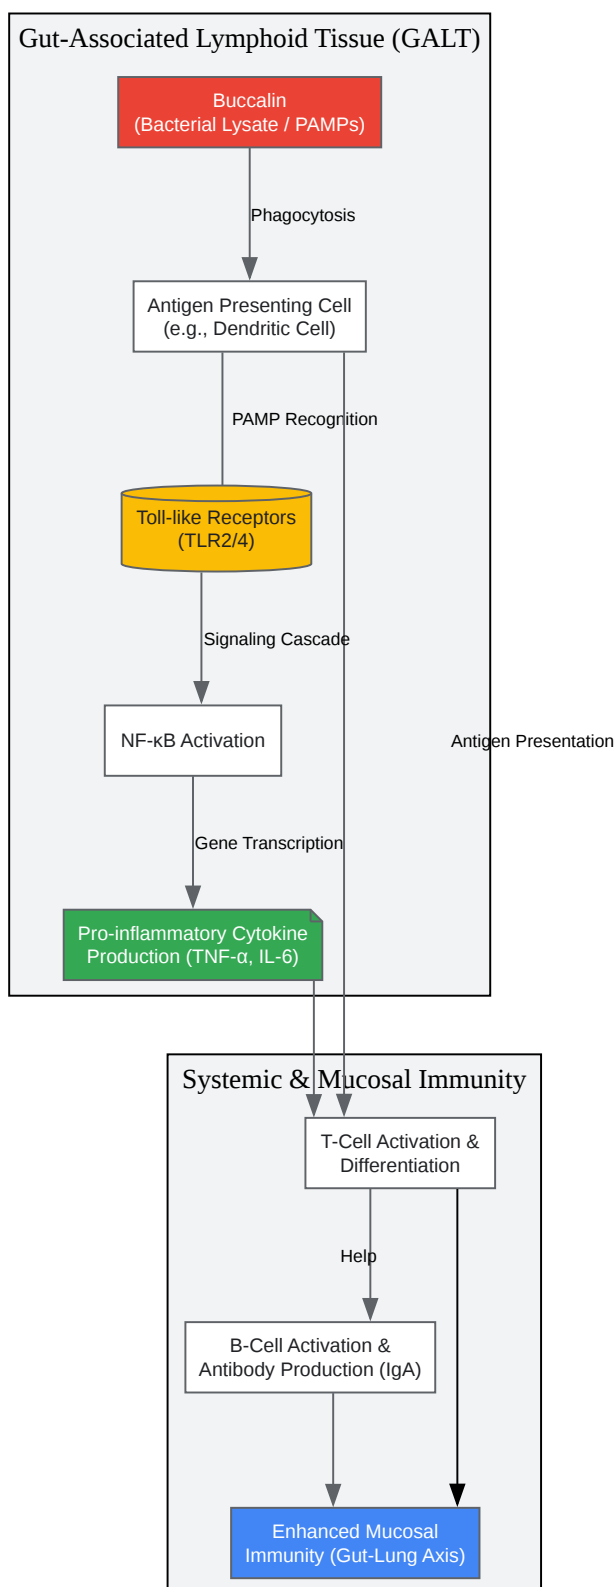 Gut-Associated Lymphoid Tissue (GALT)
Buccalin
(Bacterial Lysate / PAMPs)
Phagocytosis
Antigen Presenting Cell
(e.g., Dendritic Cell)
PAMP Recognition
Toll-like Receptors
(TLR2/4)
Signaling Cascade
NF-κB Activation
Antigen Presentation
Gene Transcription
Pro-inflammatory Cytokine
Production (TNF-α, IL-6)
Systemic & Mucosal Immunity
T-Cell Activation &
Differentiation
Help
B-Cell Activation &
Antibody Production (IgA)
Enhanced Mucosal
Immunity (Gut-Lung Axis)